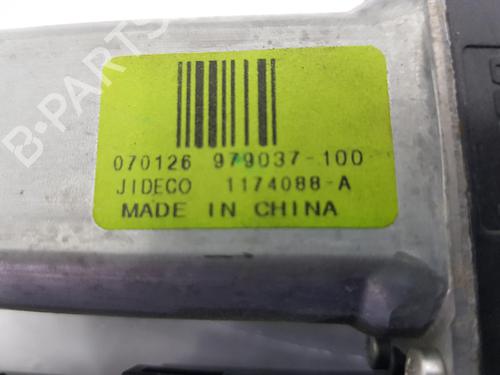 B-PARTS
070126 979037-100
JIDECO 1174088-A
MADE IN CHINA